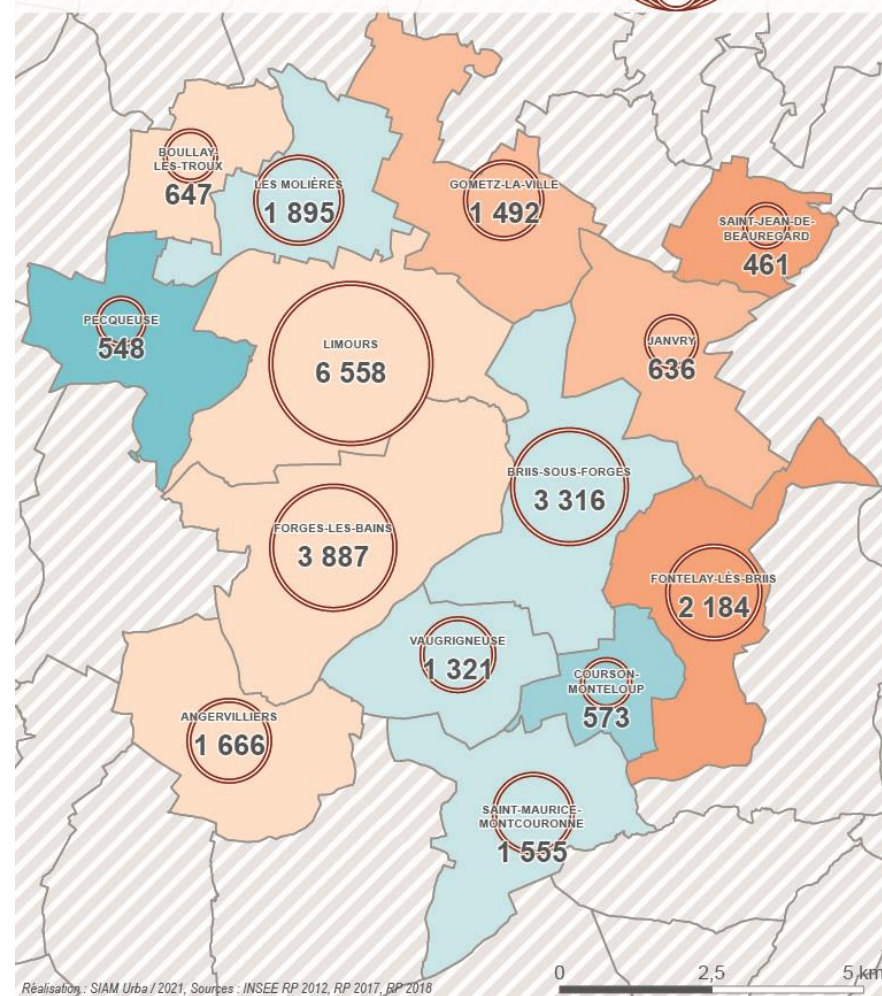 BOULLAY-
LES-TROUX
647
LES MOLIÈRES
1 895
GOMETZ-LA-VILLE
1 492
SAINT-JEAN-DE-
BEAUREGARD
461
PECQUEUSE
548
LIMOURS
6 558
JANVRY
636
BRIIS-SOUS-FORGES
3 316
FORGES-LES-BAINS
3 887
FONTELAY-LÈS-BRIIS
2 184
VAUGRIGNEUSE
1 321
COURSON-
MONTELOUP
573
ANGERVILLIERS
1 666
SAINT-MAURICE-
MONTCOURONNE
1 555
0 2,5 5 km
Réalisation : SIAM Urba / 2021, Sources : INSEE RP 2012, RP 2017, RP 2018